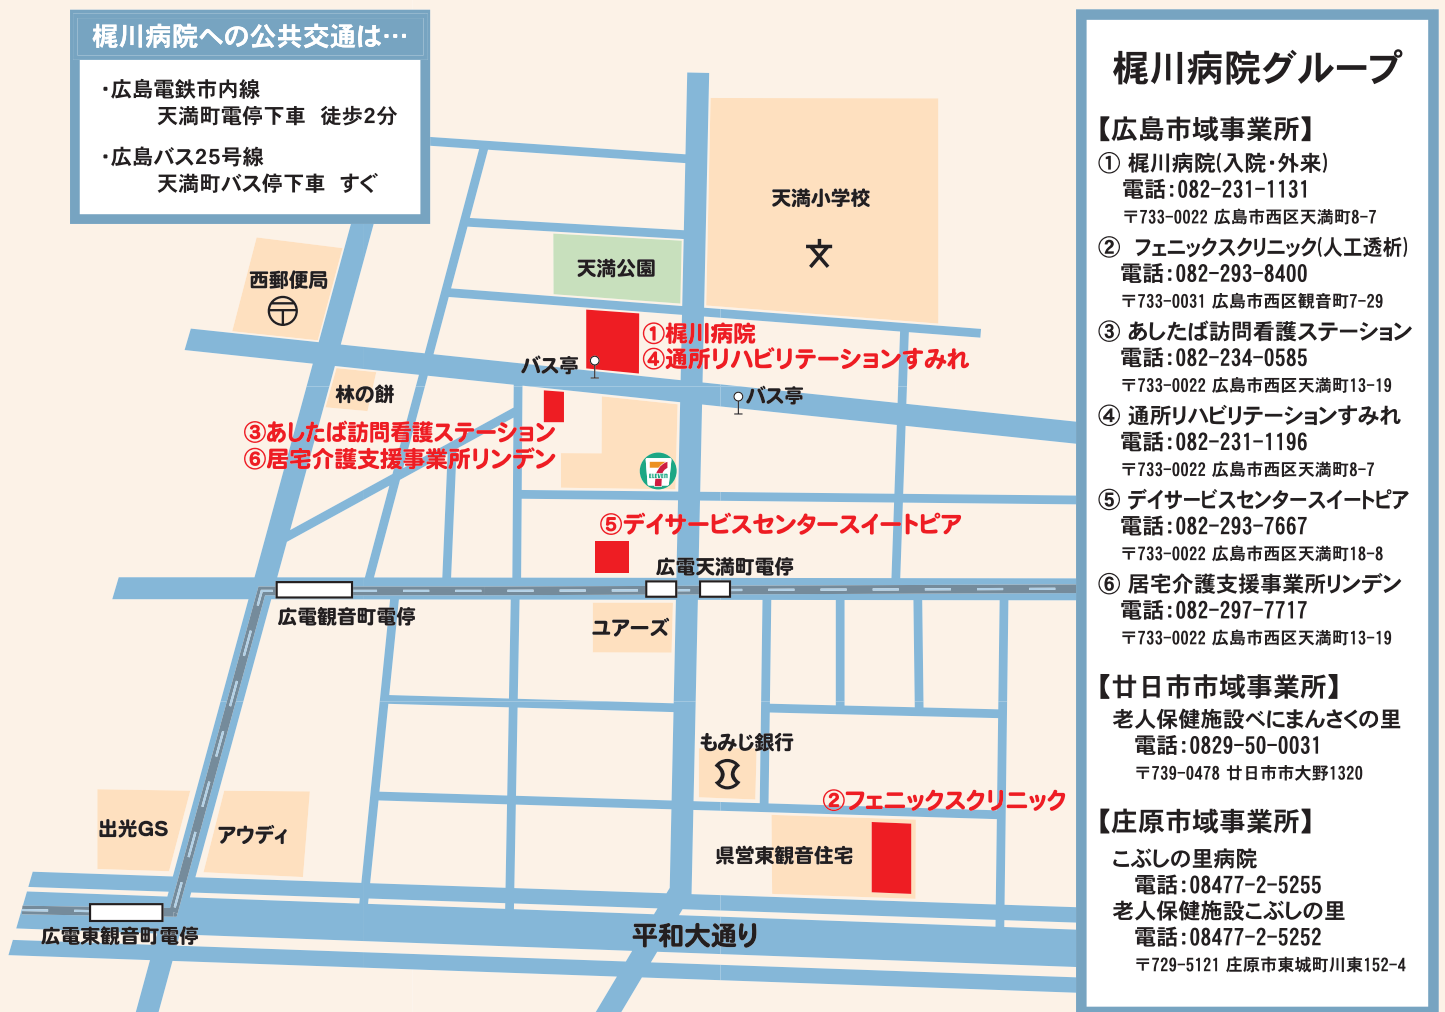 梶川病院への公共交通は…
・広島電鉄市内線
天満町電停下車 徒歩2分
・広島バス25号線
天満町バス停下車 すぐ
天満小学校
文
天満公園
西郵便局
〒
①梶川病院
④通所リハビリテーションすみれ
バス亭
バス亭
林の餅
③あしたば訪問看護ステーション
⑥居宅介護支援事業所リンデン
7
ELEVEN
⑤デイサービスセンタースイートピア
広電天満町電停
広電観音町電停
ユアーズ
もみじ銀行
②フェニックスクリニック
出光GS
アウディ
県営東観音住宅
広電東観音町電停
平和大通り
梶川病院グループ
【広島市域事業所】
① 梶川病院(入院・外来)
電話:082-231-1131
〒733-0022 広島市西区天満町8-7
② フェニックスクリニック(人工透析)
電話:082-293-8400
〒733-0031 広島市西区観音町7-29
③ あしたば訪問看護ステーション
電話:082-234-0585
〒733-0022 広島市西区天満町13-19
④ 通所リハビリテーションすみれ
電話:082-231-1196
〒733-0022 広島市西区天満町8-7
⑤ デイサービスセンタースイートピア
電話:082-293-7667
〒733-0022 広島市西区天満町18-8
⑥ 居宅介護支援事業所リンデン
電話:082-297-7717
〒733-0022 広島市西区天満町13-19
【廿日市市域事業所】
老人保健施設べにまんさくの里
電話:0829-50-0031
〒739-0478 廿日市市大野1320
【庄原市域事業所】
こぶしの里病院
電話:08477-2-5255
老人保健施設こぶしの里
電話:08477-2-5252
〒729-5121 庄原市東城町川東152-4